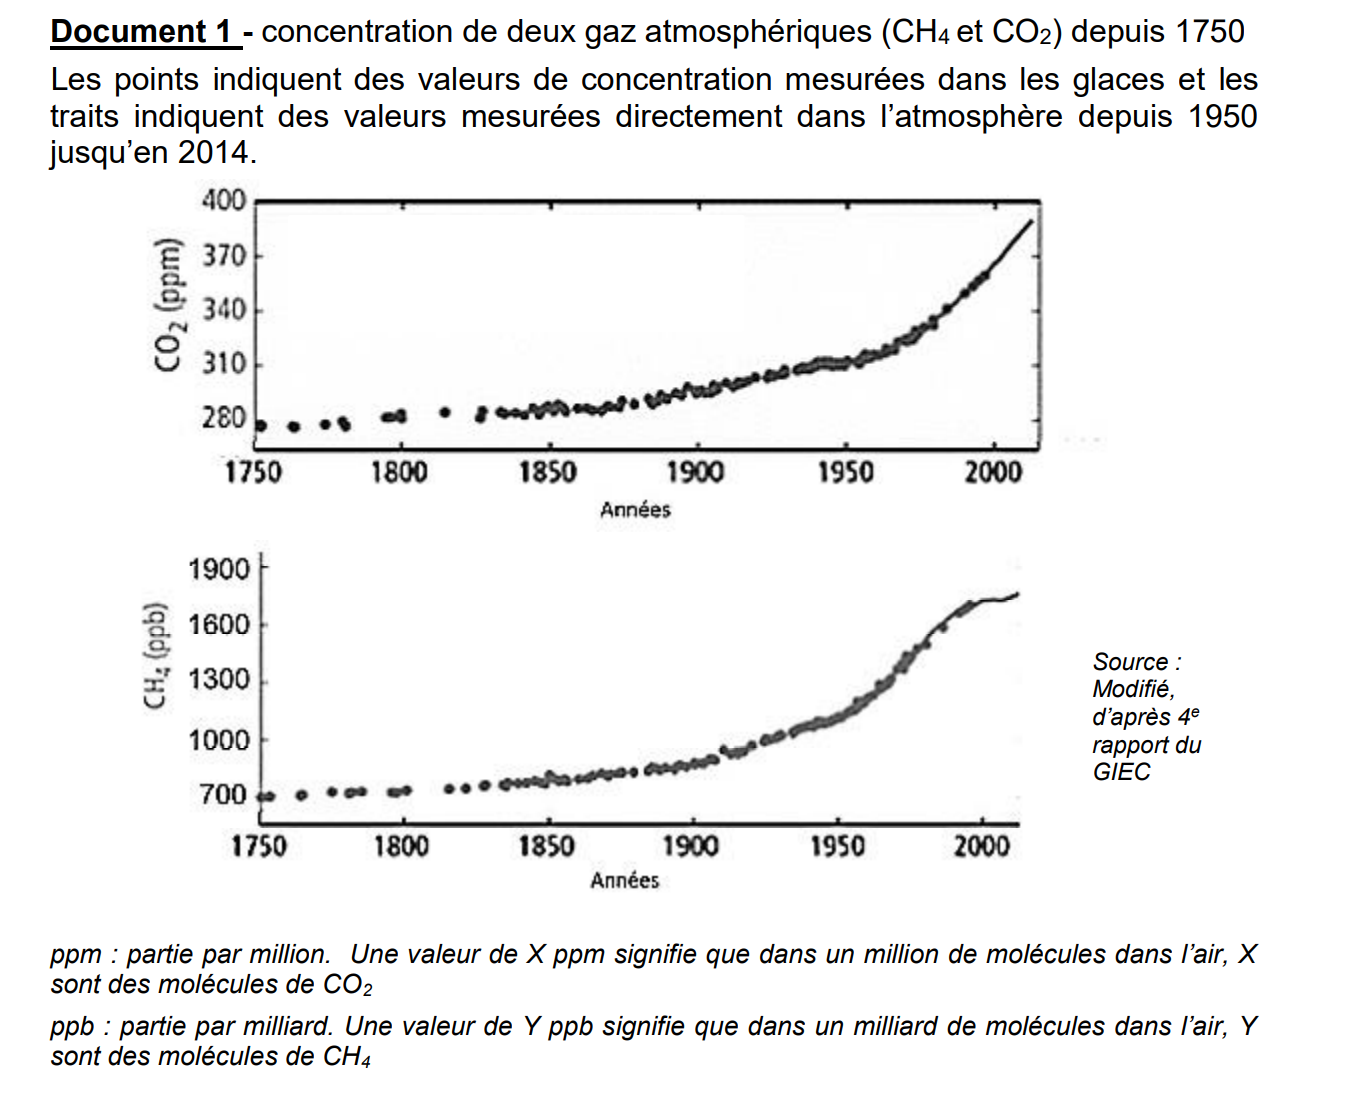 Document 1 - concentration de deux gaz atmosphériques (CH4 et CO2) depuis 1750
Les points indiquent des valeurs de concentration mesurées dans les glaces et les
traits indiquent des valeurs mesurées directement dans l'atmosphère depuis 1950
jusqu'en 2014.
400
370
340
310
280
CO2 (ppm)
1750 1800 1850 1900 1950 2000
Années
1900
1600
1300
1000
700
CH4 (ppb)
1750 1800 1850 1900 1950 2000
Années
Source :
Modifié,
d'après 4e
rapport du
GIEC
ppm : partie par million. Une valeur de X ppm signifie que dans un million de molécules dans l'air, X
sont des molécules de CO2
ppb : partie par milliard. Une valeur de Y ppb signifie que dans un milliard de molécules dans l'air, Y
sont des molécules de CH4